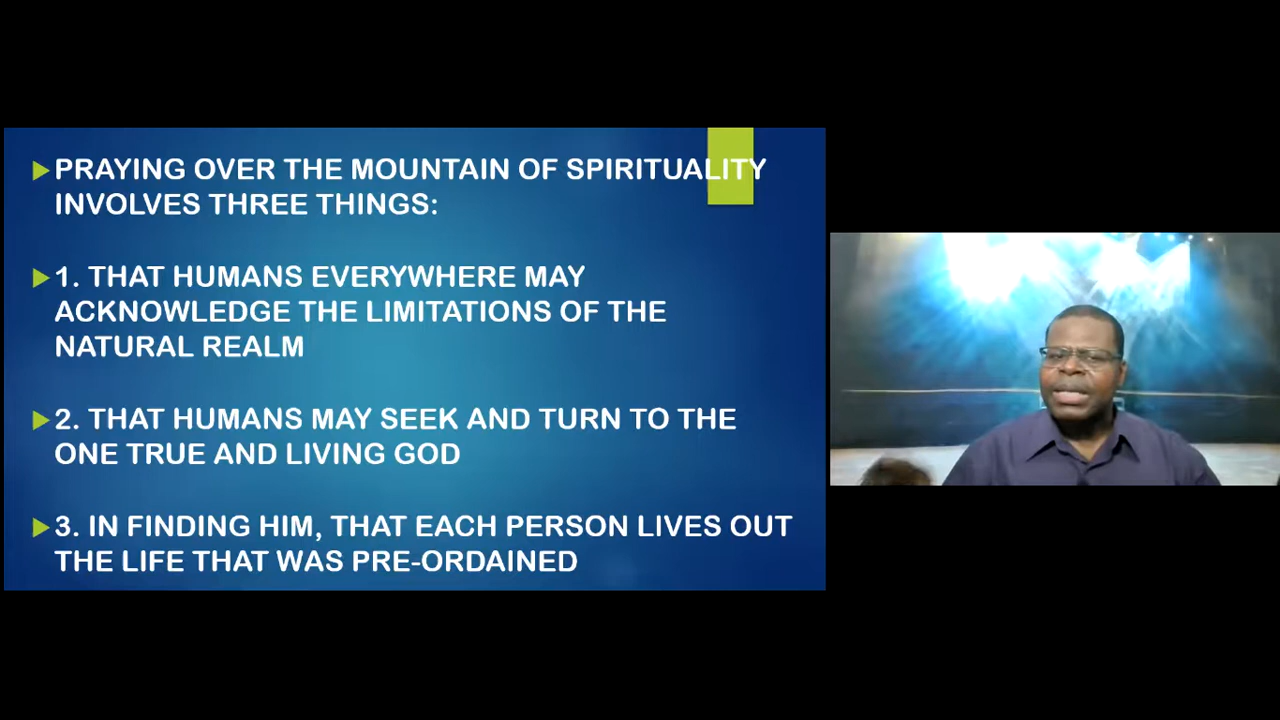 PRAYING OVER THE MOUNTAIN OF SPIRITUALITY
INVOLVES THREE THINGS:
1. THAT HUMANS EVERYWHERE MAY
ACKNOWLEDGE THE LIMITATIONS OF THE
NATURAL REALM
2. THAT HUMANS MAY SEEK AND TURN TO THE
ONE TRUE AND LIVING GOD
3. IN FINDING HIM, THAT EACH PERSON LIVES OUT
THE LIFE THAT WAS PRE-ORDAINED